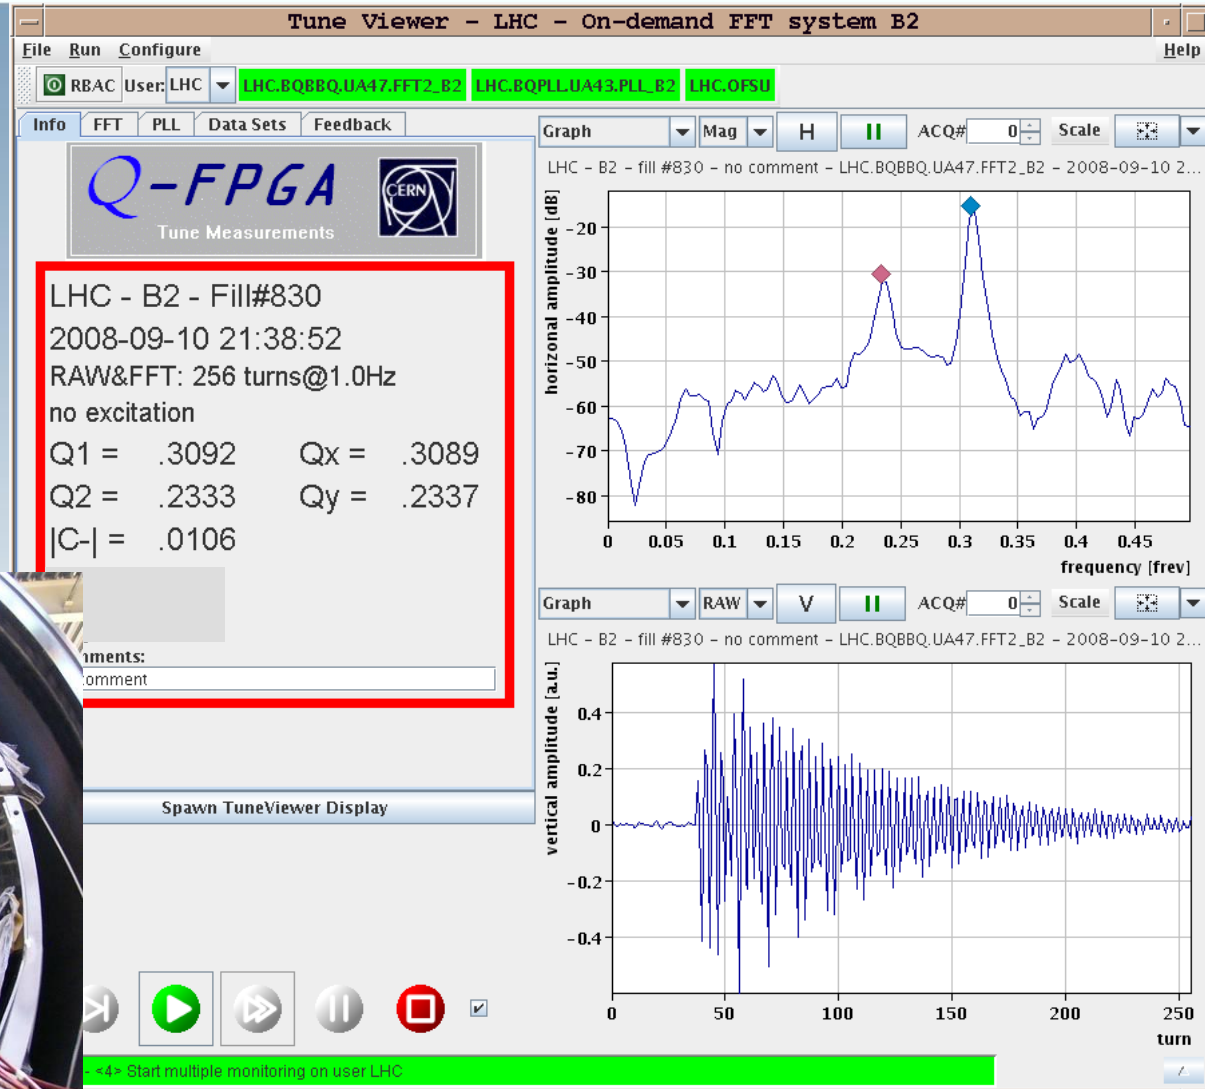 Tune Viewer - LHC - On-demand FFT system B2
File Run Configure Help
RBAC User: LHC LHC.BQBBQ.UA47.FFT2_B2 LHC.BQPLL.UA43.PLL_B2 LHC.OFSU
Info FFT PLL Data Sets Feedback
Q-FPGA
Tune Measurements
CERN
LHC - B2 - Fill#830
2008-09-10 21:38:52
RAW&FFT: 256 turns@1.0Hz
no excitation
Q1 = .3092 Qx = .3089
Q2 = .2333 Qy = .2337
|C-| = .0106
mments:
omment
Spawn TuneViewer Display
- <4> Start multiple monitoring on user LHC
Graph Mag H ACQ# 0 Scale
LHC - B2 - fill #830 - no comment - LHC.BQBBQ.UA47.FFT2_B2 - 2008-09-10 2...
horizonal amplitude [dB]
-20
-30
-40
-50
-60
-70
-80
0 0.05 0.1 0.15 0.2 0.25 0.3 0.35 0.4 0.45
frequency [frev]
Graph RAW V ACQ# 0 Scale
LHC - B2 - fill #830 - no comment - LHC.BQBBQ.UA47.FFT2_B2 - 2008-09-10 2...
vertical amplitude [a.u.]
0.4
0.2
0
-0.2
-0.4
0 50 100 150 200 250
turn